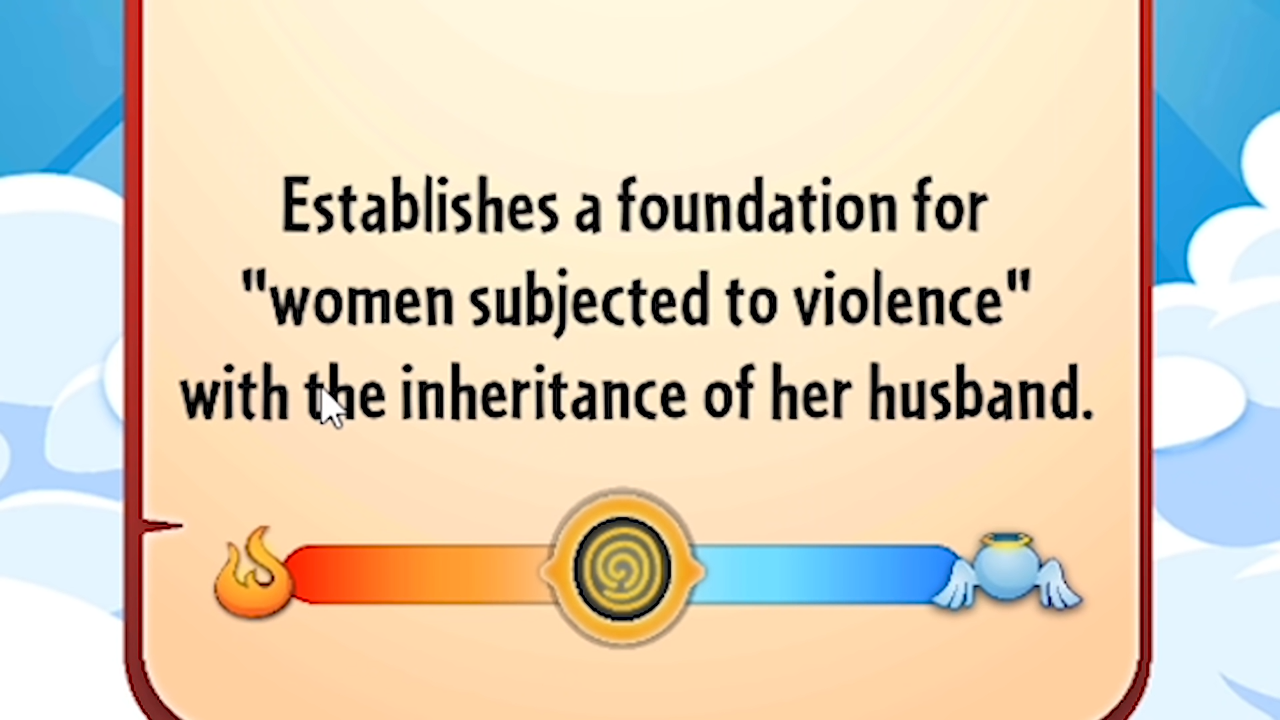 Establishes a foundation for
"women subjected to violence"
with the inheritance of her husband.